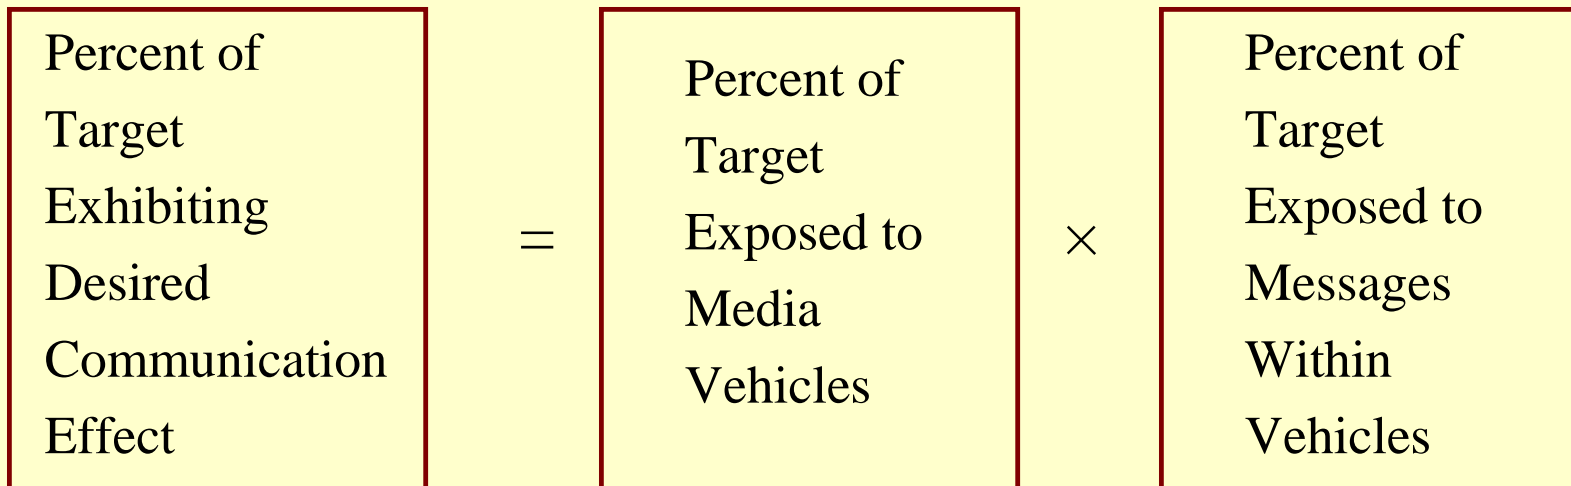 Percent of
Target
Exhibiting
Desired
Communication
Effect
=
Percent of
Target
Exposed to
Media
Vehicles
×
Percent of
Target
Exposed to
Messages
Within
Vehicles